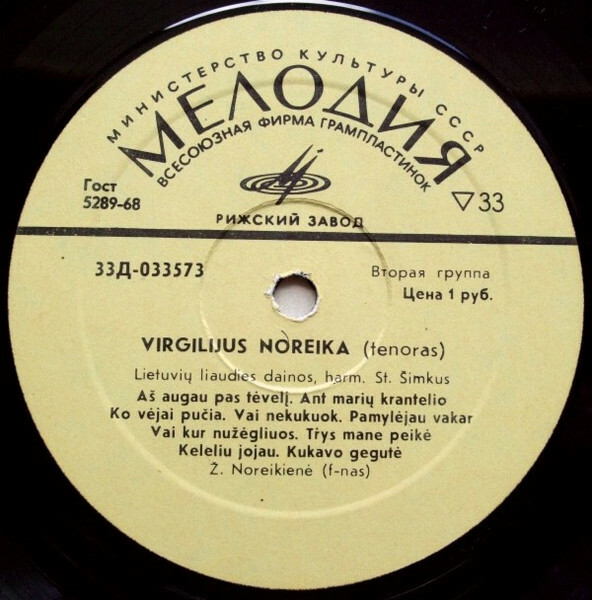 МИНИСТЕРСТВО КУЛЬТУРЫ СССР
МЕЛОДИЯ
ВСЕСОЮЗНАЯ ФИРМА ГРАМПЛАСТИНОК
Гост
5289-68
▽33
РИЖСКИЙ ЗАВОД
33Д-033573
Вторая группа
Цена 1 руб.
VIRGILIJUS NOREIKA (tenoras)
Lietuvių liaudies dainos, harm. St. Šimkus
Aš augau pas tėvelį. Ant marių krantelio
Ko vėjai pučia. Vai nekukuok. Pamylėjau vakar
Vai kur nužėgliuos. Trys mane peikė
Keleliu jojau. Kukavo gegutė
Ž. Noreikienė (f-nas)